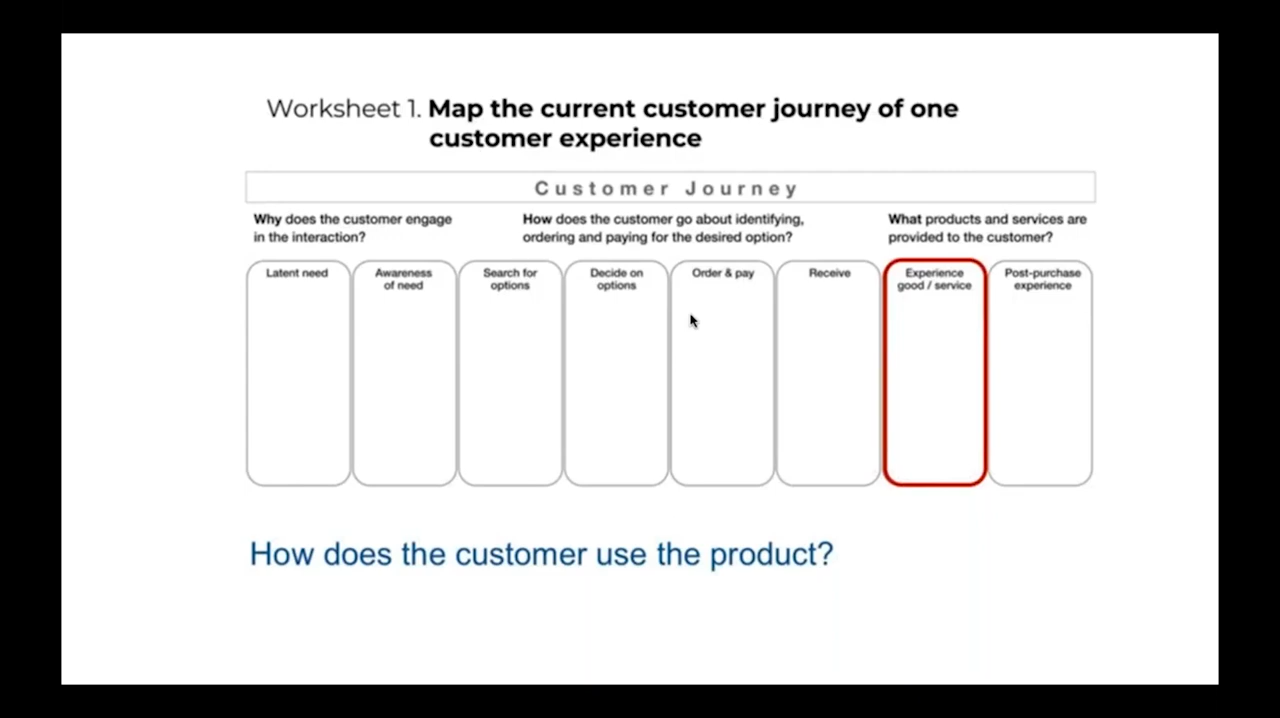 Worksheet 1. Map the current customer journey of one
customer experience
Customer Journey
Why does the customer engage
in the interaction?
How does the customer go about identifying,
ordering and paying for the desired option?
What products and services are
provided to the customer?
Latent need
Awareness
of need
Search for
options
Decide on
options
Order & pay
Receive
Experience
good / service
Post-purchase
experience
How does the customer use the product?